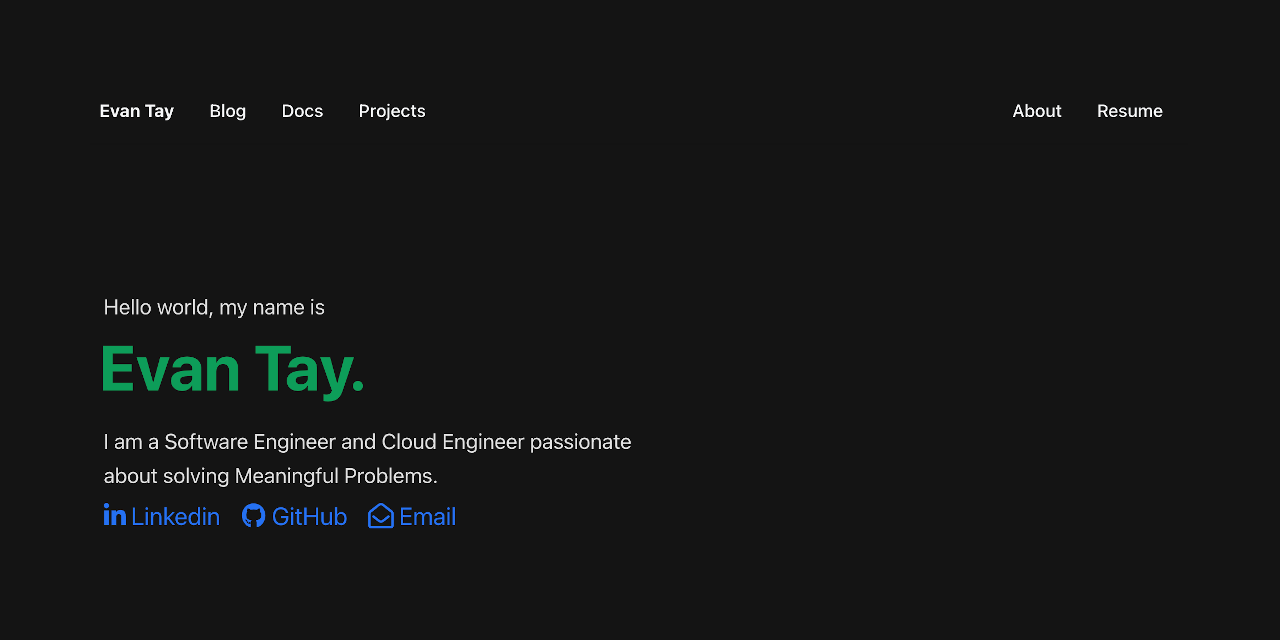 Evan Tay Blog Docs Projects About Resume
Hello world, my name is
Evan Tay.
I am a Software Engineer and Cloud Engineer passionate
about solving Meaningful Problems.
Linkedin GitHub Email